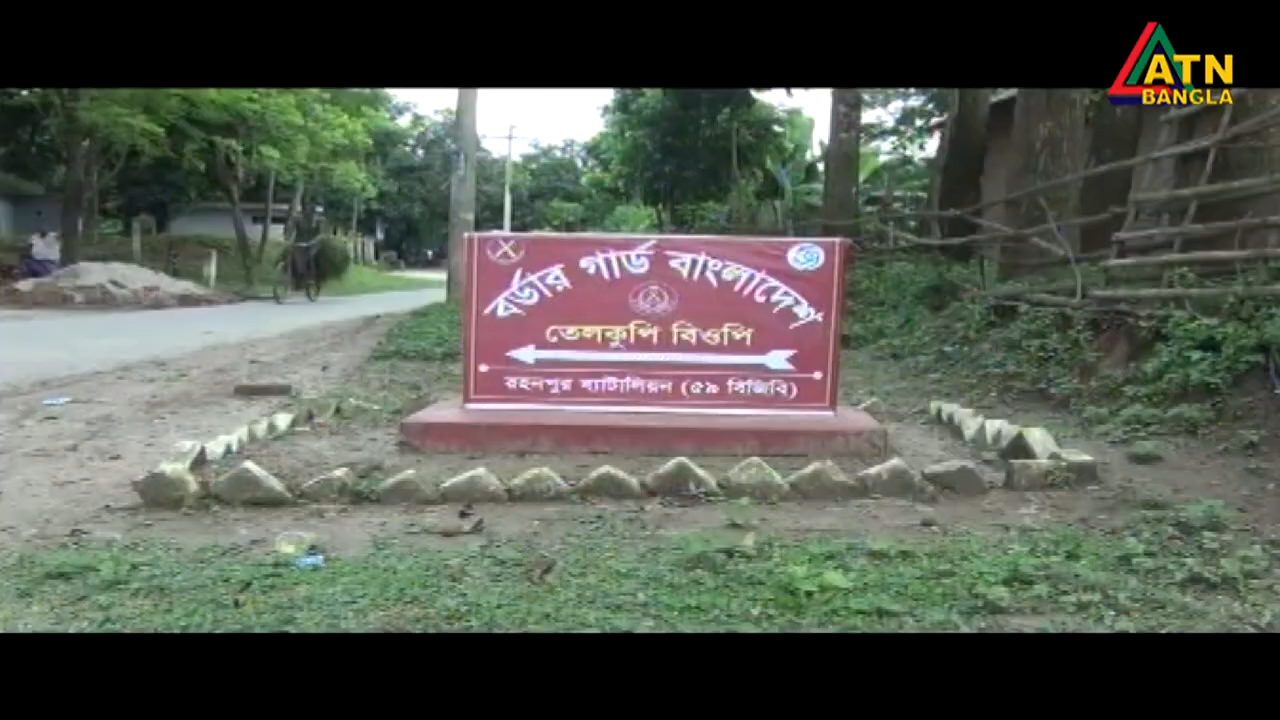 ATN
BANGLA
বর্ডার গার্ড বাংলাদেশ
তেলকুপি বিওপি
রহনপুর ব্যাটালিয়ন (৫৯ বিজিবি)